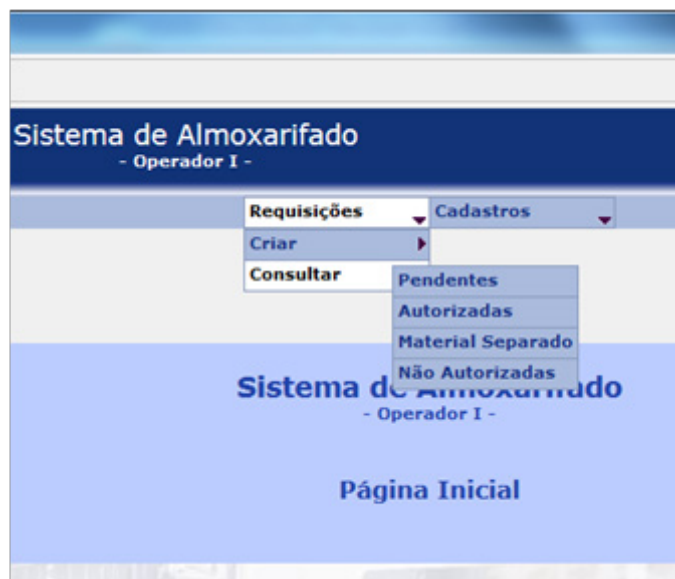 Sistema de Almoxarifado
- Operador I -
Requisições Cadastros
Criar
Consultar
Pendentes
Autorizadas
Material Separado
Não Autorizadas
Sistema de Almoxarifado
- Operador I -
Página Inicial